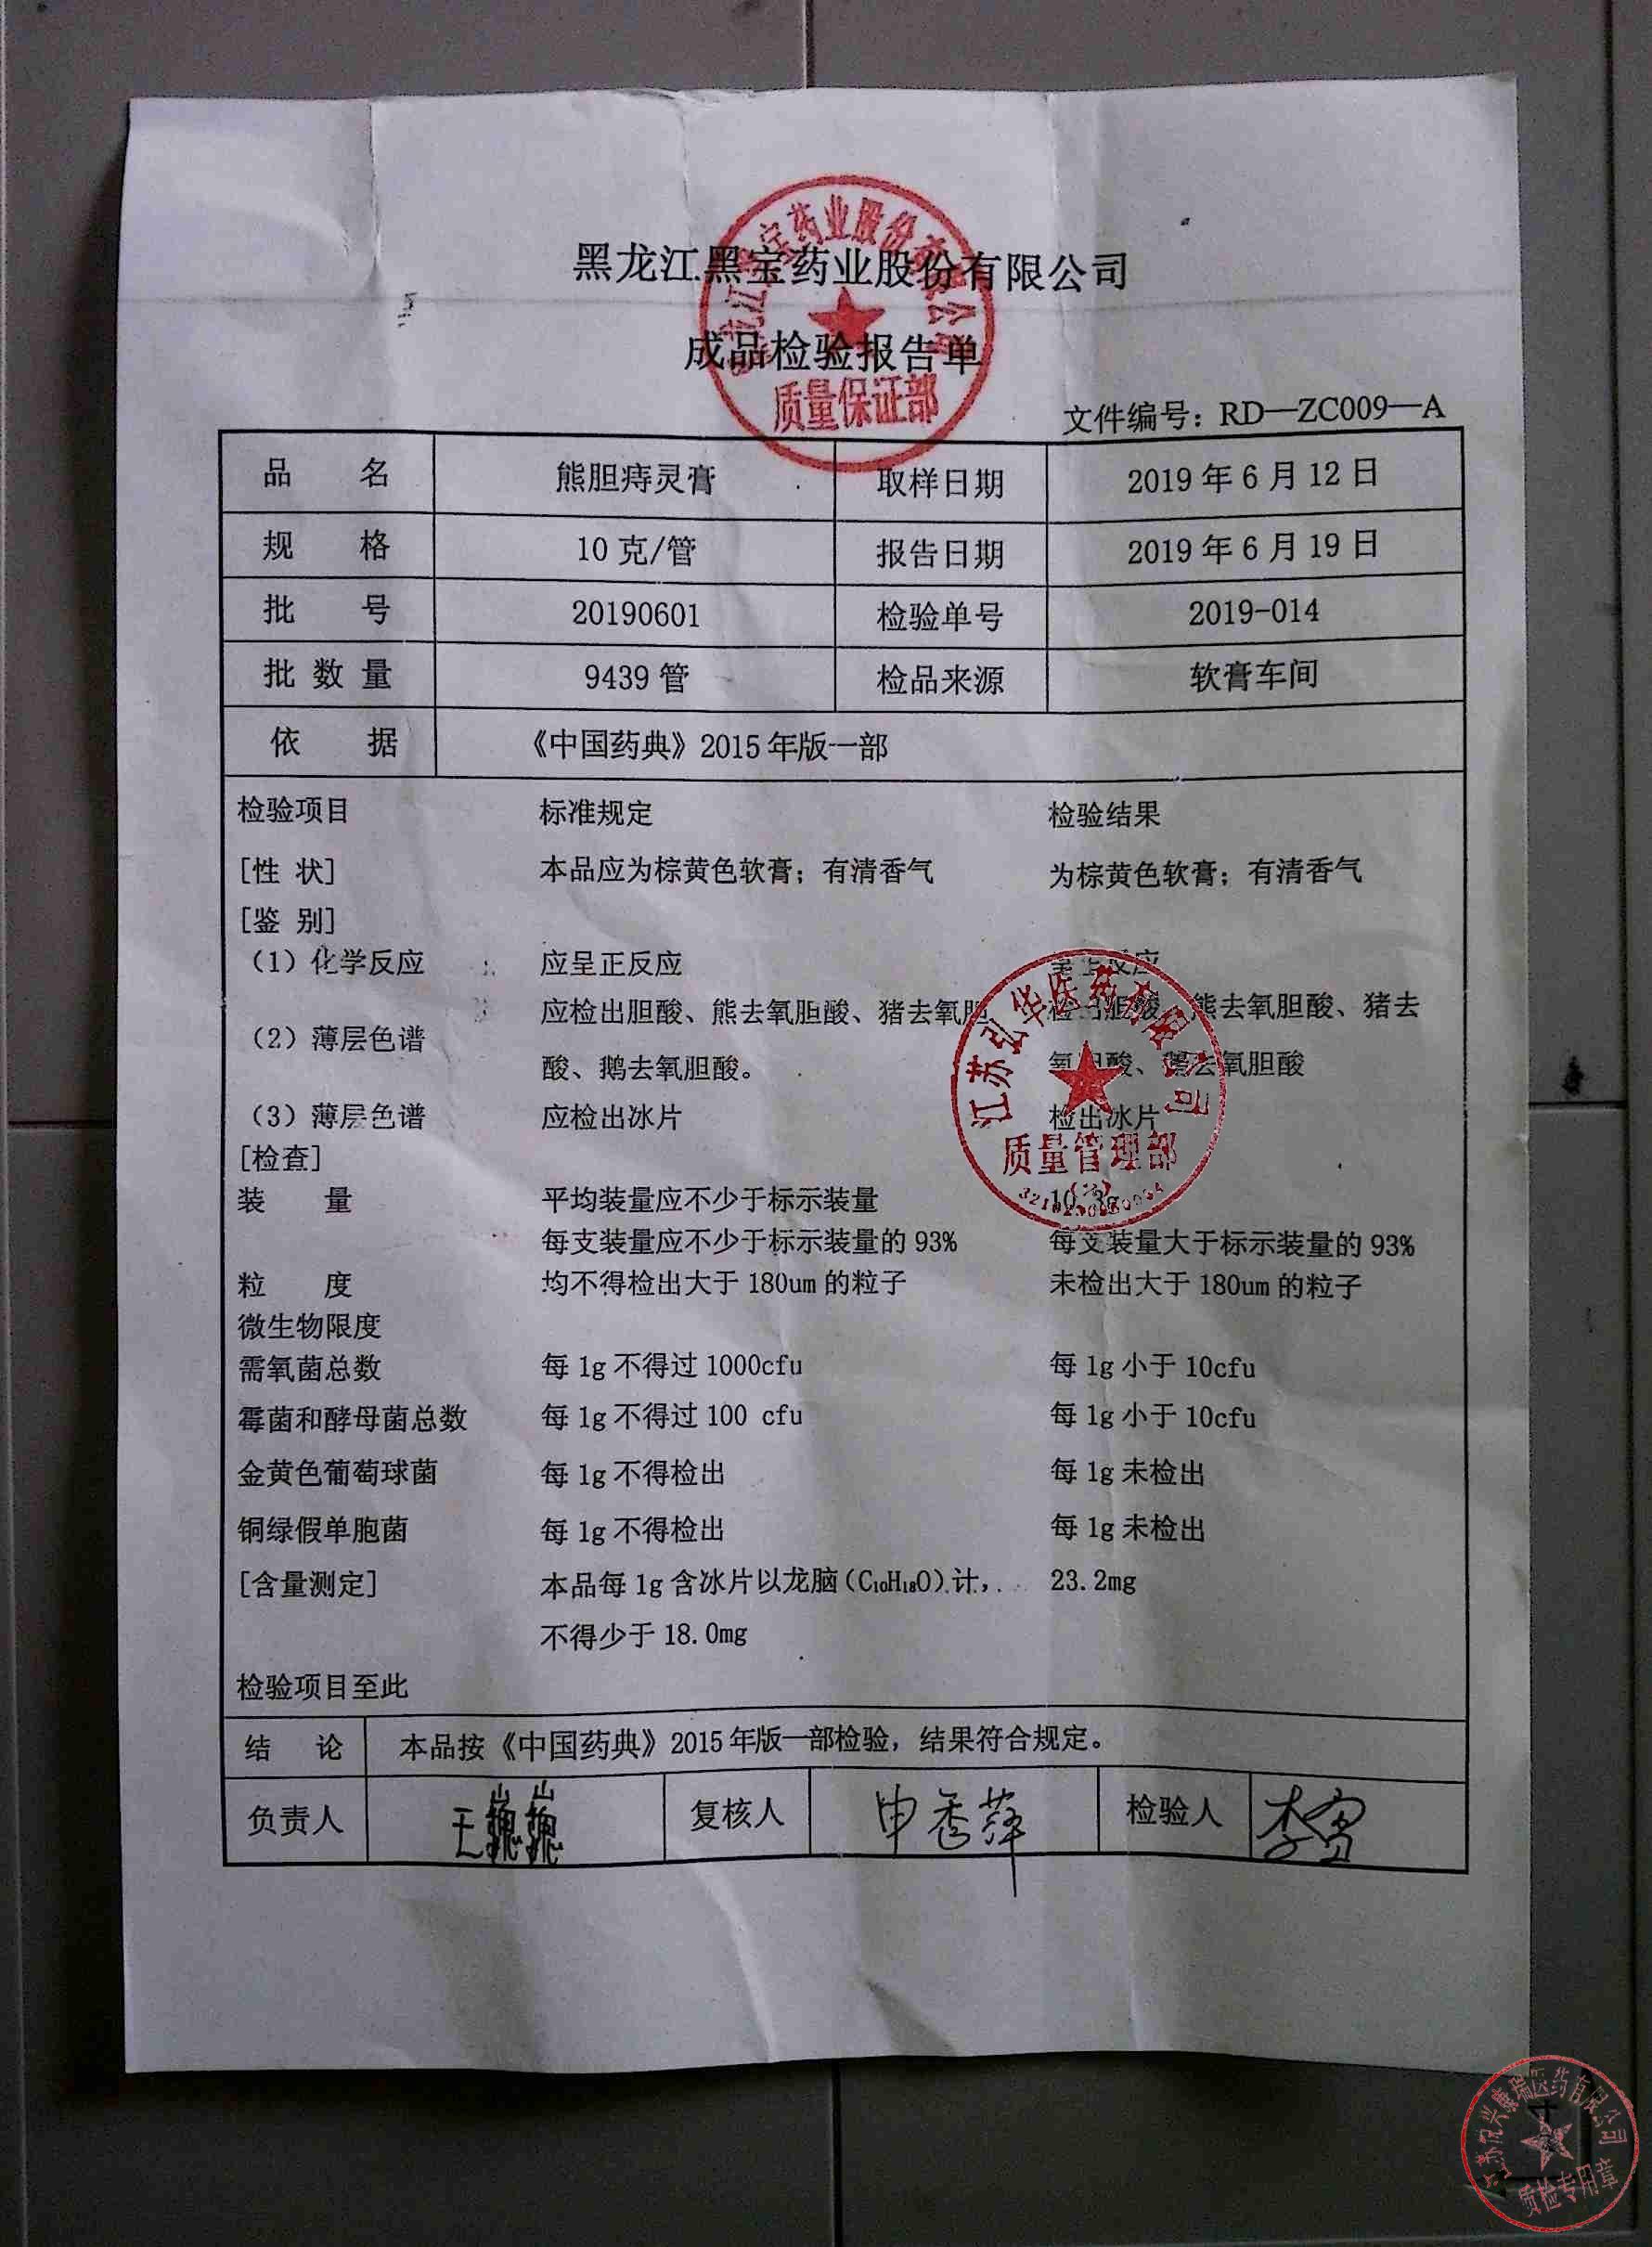 黑龙江黑宝药业股份有限公司
成品检验报告单
质量保证部
文件编号：RD—ZC009—A
品 名 熊胆痔灵膏 取样日期 2019年6月12日
规 格 10克/管 报告日期 2019年6月19日
批 号 20190601 检验单号 2019-014
批数量 9439管 检品来源 软膏车间
依 据 《中国药典》2015年版一部
检验项目 标准规定 检验结果
[性 状] 本品应为棕黄色软膏；有清香气 为棕黄色软膏；有清香气
[鉴 别]
（1）化学反应 应呈正反应 呈正反应
应检出胆酸、熊去氧胆酸、猪去氧胆 检出胆酸、熊去氧胆酸、猪去
（2）薄层色谱
酸、鹅去氧胆酸。 氧胆酸、鹅去氧胆酸
（3）薄层色谱 应检出冰片 检出冰片
[检查]
装 量 平均装量应不少于标示装量 10.3g
每支装量应不少于标示装量的93% 每支装量大于标示装量的93%
粒 度 均不得检出大于180um的粒子 未检出大于180um的粒子
微生物限度
需氧菌总数 每1g不得过1000cfu 每1g小于10cfu
霉菌和酵母菌总数 每1g不得过100 cfu 每1g小于10cfu
金黄色葡萄球菌 每1g不得检出 每1g未检出
铜绿假单胞菌 每1g不得检出 每1g未检出
[含量测定] 本品每1g含冰片以龙脑（C₁₀H₁₈O）计， 23.2mg
不得少于18.0mg
检验项目至此
结 论 本品按《中国药典》2015年版一部检验，结果符合规定。
负责人 王巍巍 复核人 申秀萍 检验人 李
江苏弘华医药有限公司
质量管理部
质检专用章